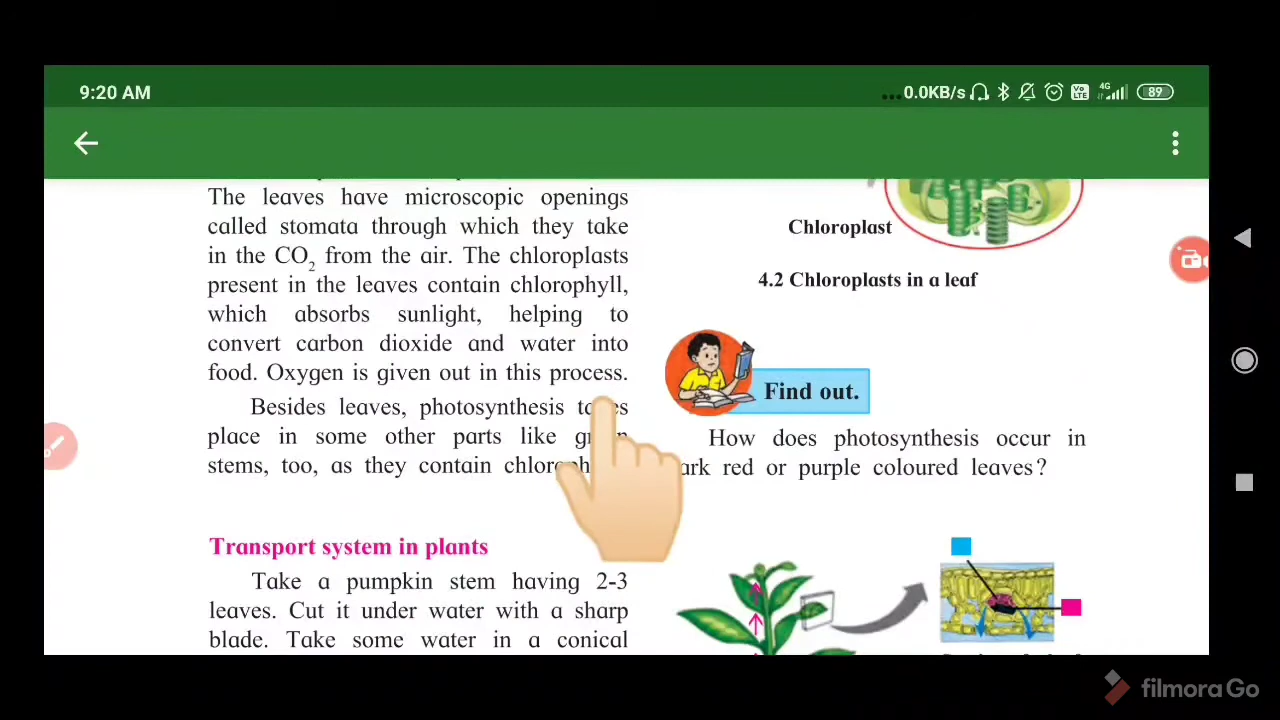 9:20 AM
...0.0KB/s
Vo
LTE
4G
89
The leaves have microscopic openings
called stomata through which they take
in the CO₂ from the air. The chloroplasts
present in the leaves contain chlorophyll,
which absorbs sunlight, helping to
convert carbon dioxide and water into
food. Oxygen is given out in this process.
Besides leaves, photosynthesis
place in some other parts like
stems, too, as they contain
Transport system in plants
Take a pumpkin stem having 2-3
leaves. Cut it under water with a sharp
blade. Take some water in a conical
Chloroplast
4.2 Chloroplasts in a leaf
Find out.
How does photosynthesis occur in
red or purple coloured leaves?
filmoraGo